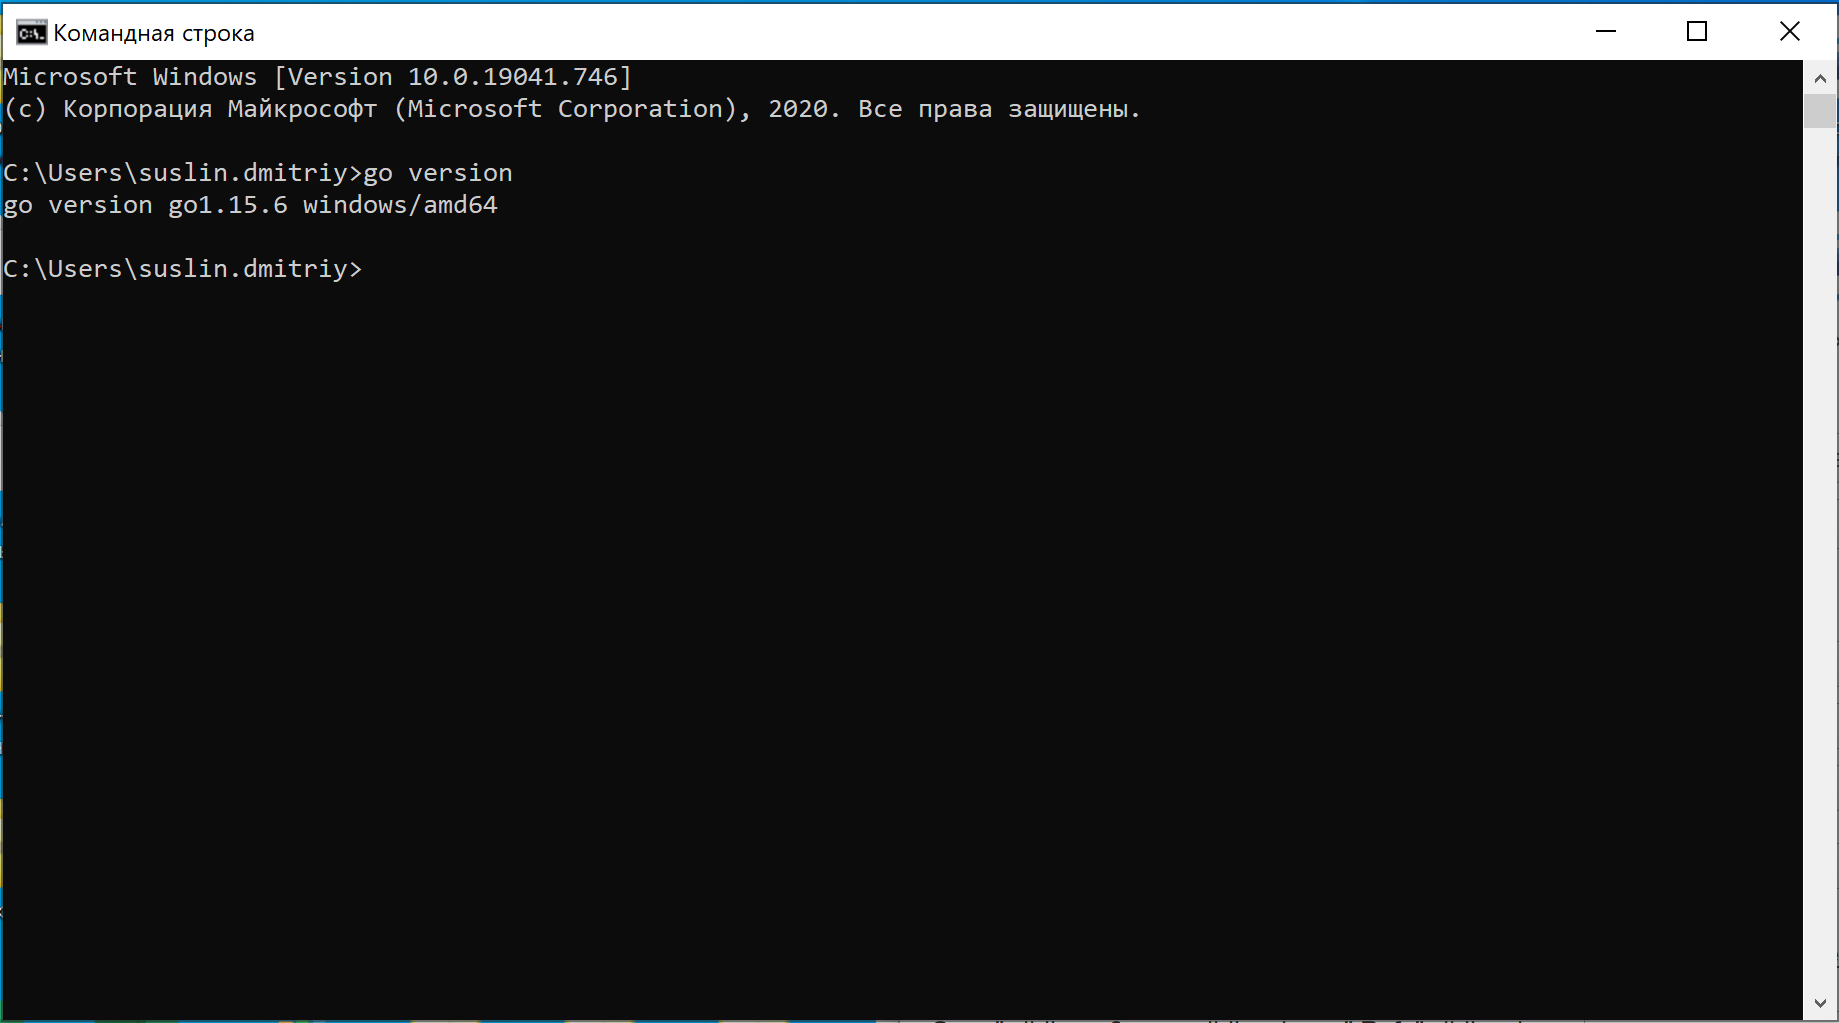 Командная строка
Microsoft Windows [Version 10.0.19041.746]
(c) Корпорация Майкрософт (Microsoft Corporation), 2020. Все права защищены.
C:\Users\suslin.dmitriy>go version
go version go1.15.6 windows/amd64
C:\Users\suslin.dmitriy>